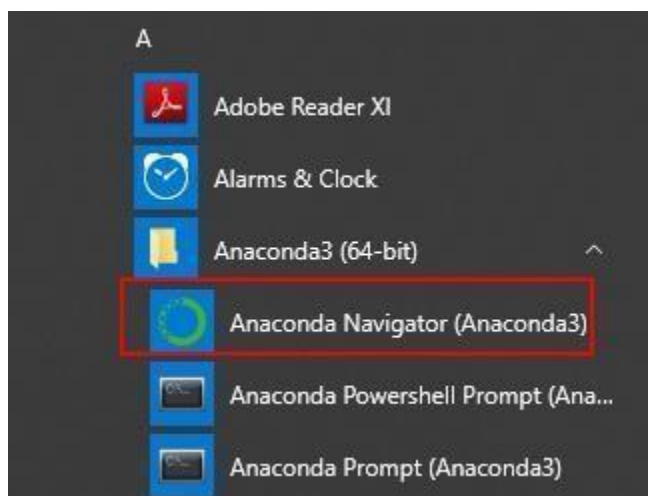 A
Adobe Reader XI
Alarms & Clock
Anaconda3 (64-bit)
Anaconda Navigator (Anaconda3)
Anaconda Powershell Prompt (Ana...
Anaconda Prompt (Anaconda3)